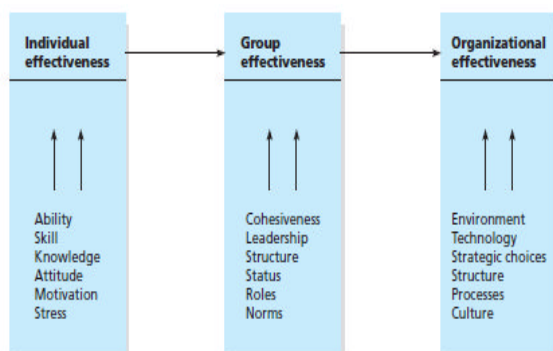 Individual
effectiveness
Group
effectiveness
Organizational
effectiveness
Ability
Skill
Knowledge
Attitude
Motivation
Stress
Cohesiveness
Leadership
Structure
Status
Roles
Norms
Environment
Technology
Strategic choices
Structure
Processes
Culture